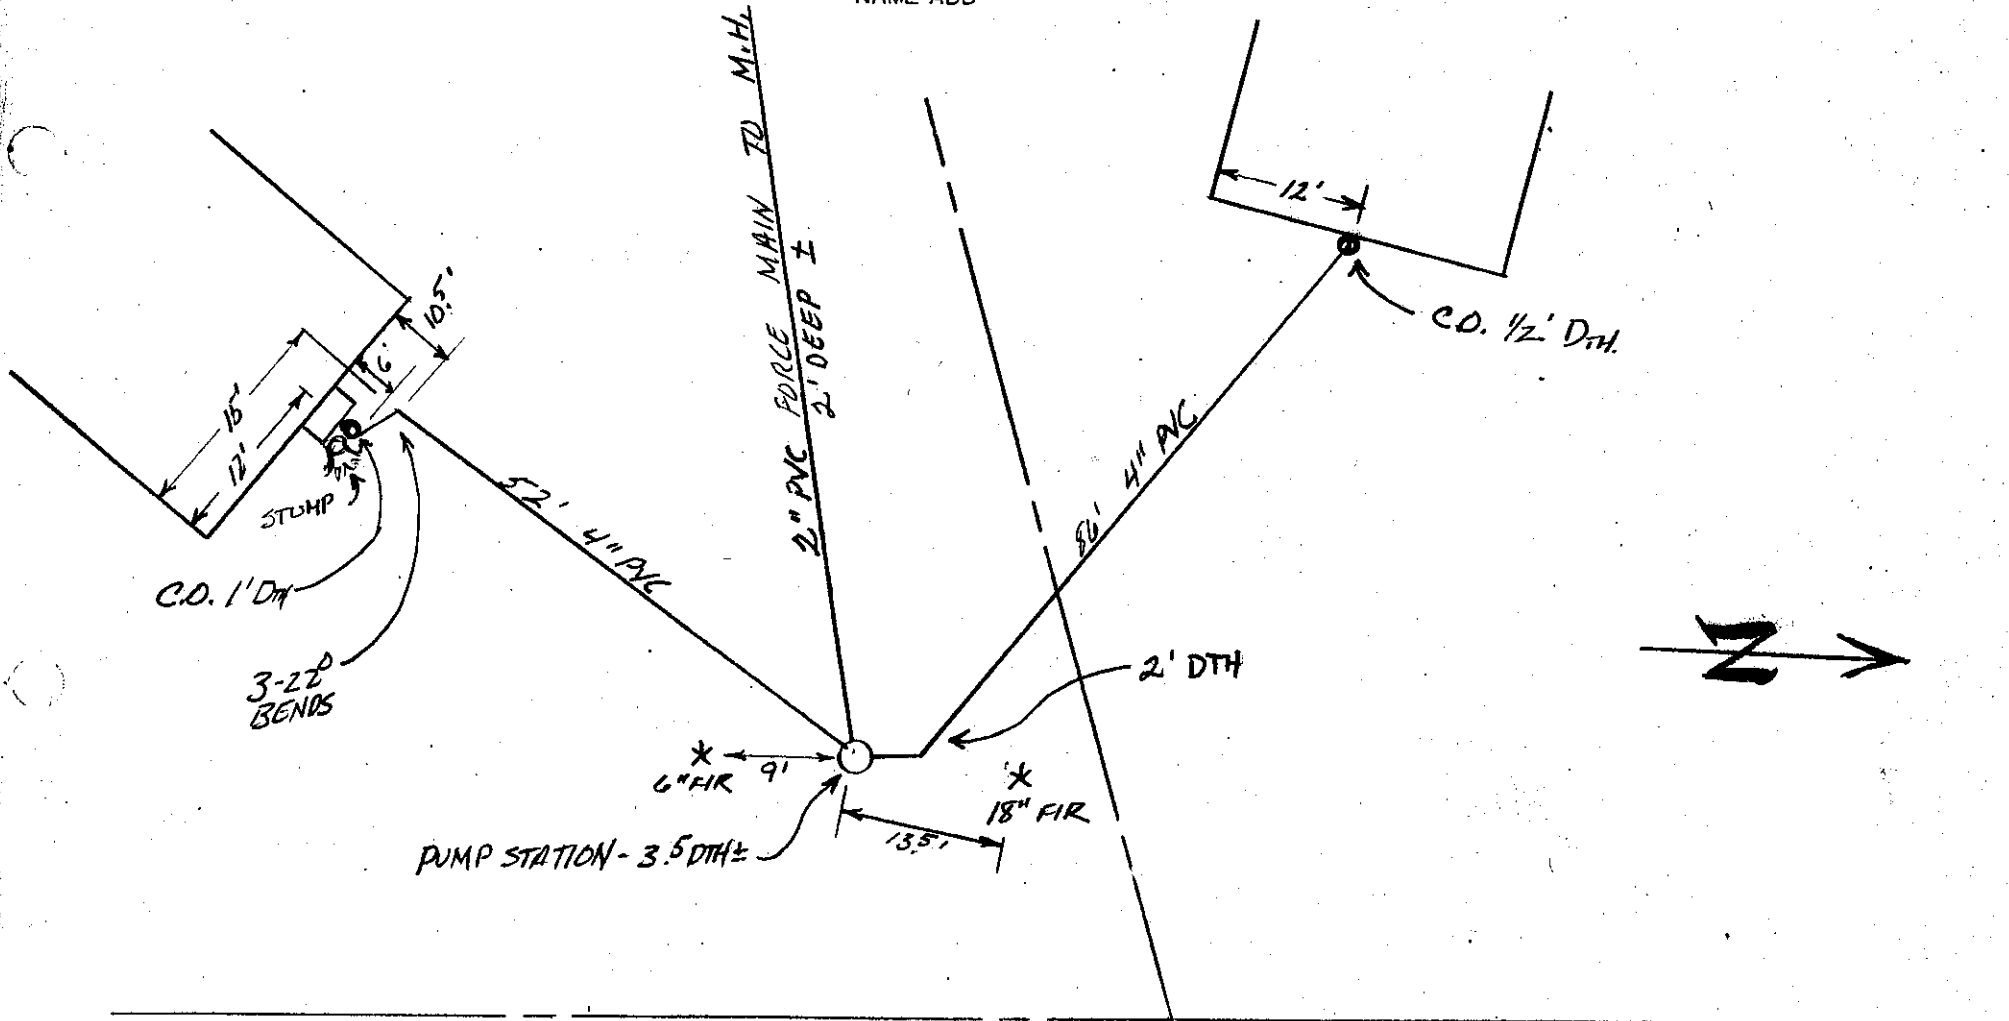 NAME ADD
2" PVC FORCE MAIN TO M.H.
2' DEEP ±
12'
C.O. 1/2' DTH.
10.5'
6'
15'
12'
STUMP
C.O. 1' DTH
3-22°
BENDS
52' 4" PVC
86' 4" PVC
2' DTH
N
6" FIR
9'
18" FIR
13.5'
PUMP STATION - 3.5 DTH±